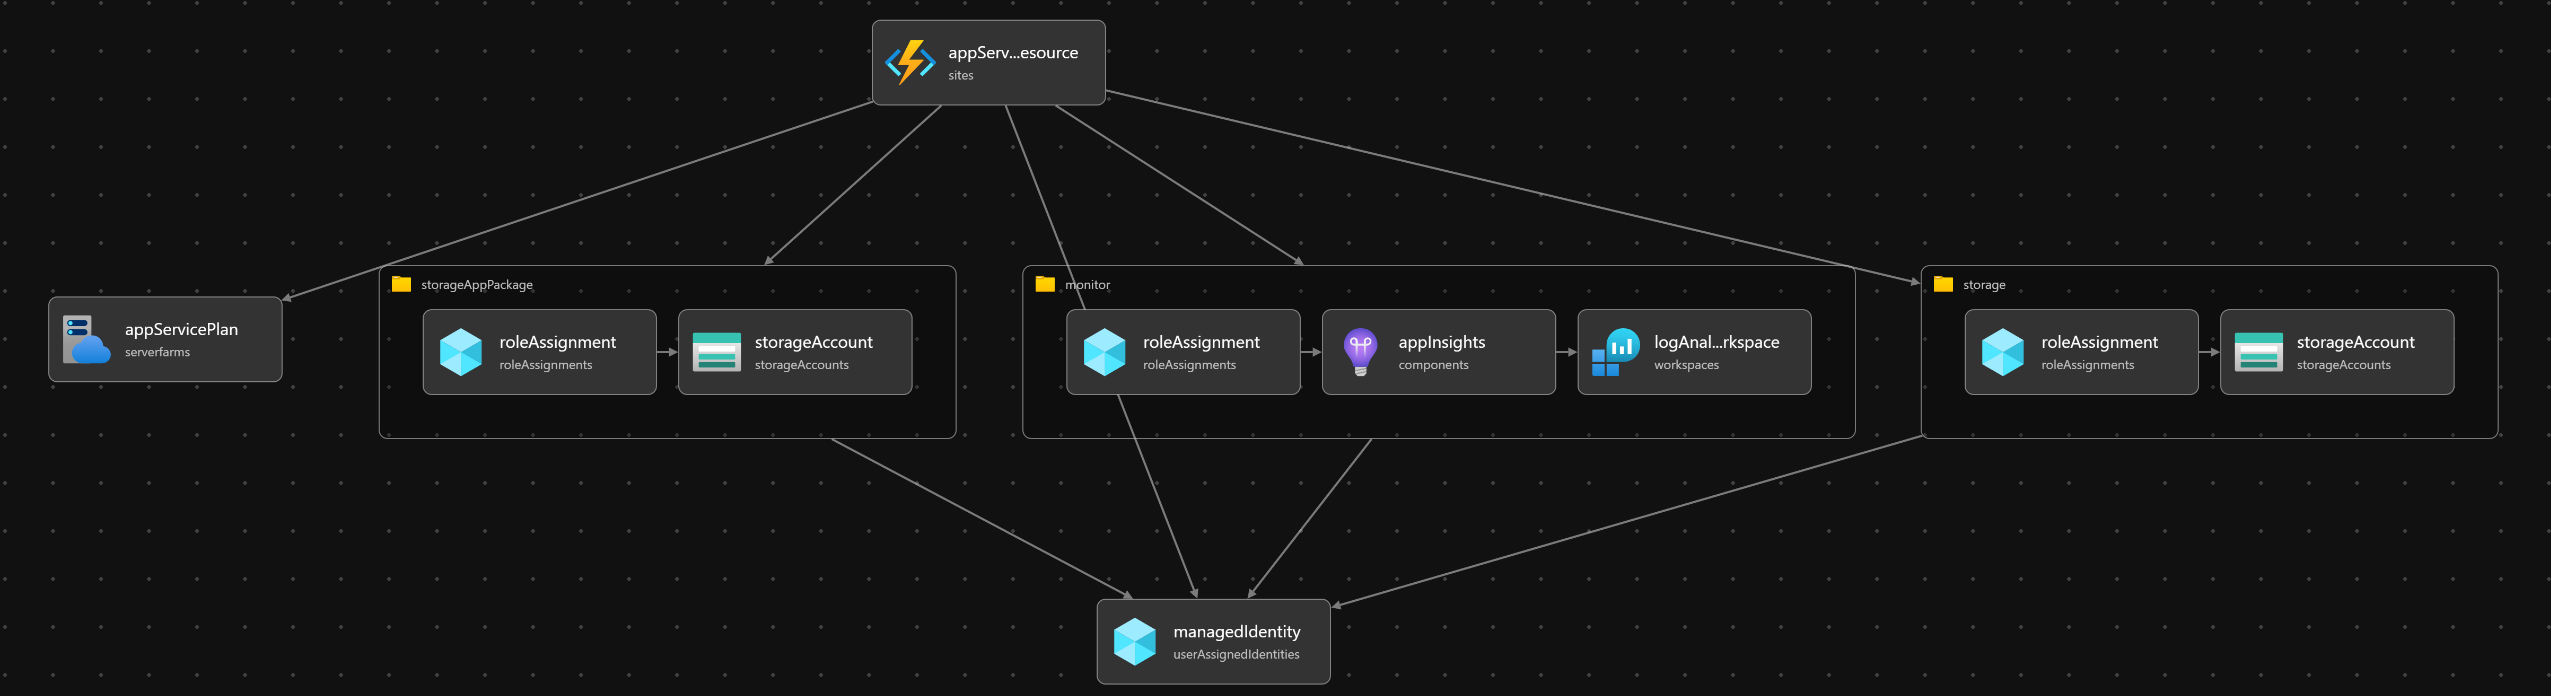 appServ...esource
sites
appServicePlan
serverfarms
storageAppPackage
roleAssignment
roleAssignments
storageAccount
storageAccounts
monitor
roleAssignment
roleAssignments
appInsights
components
logAnal...rkspace
workspaces
storage
roleAssignment
roleAssignments
storageAccount
storageAccounts
managedIdentity
userAssignedIdentities